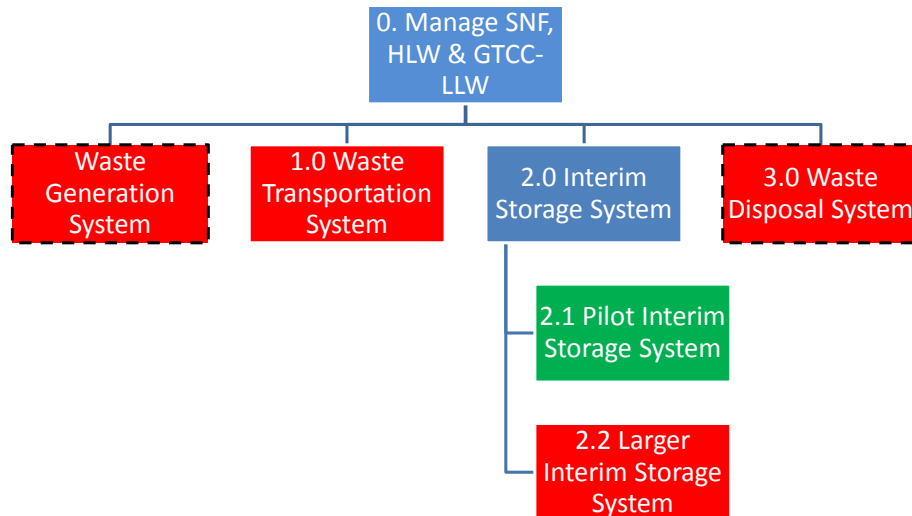 0. Manage SNF,
HLW & GTCC-
LLW
Waste
Generation
System
1.0 Waste
Transportation
System
2.0 Interim
Storage System
3.0 Waste
Disposal System
2.1 Pilot Interim
Storage System
2.2 Larger
Interim Storage
System